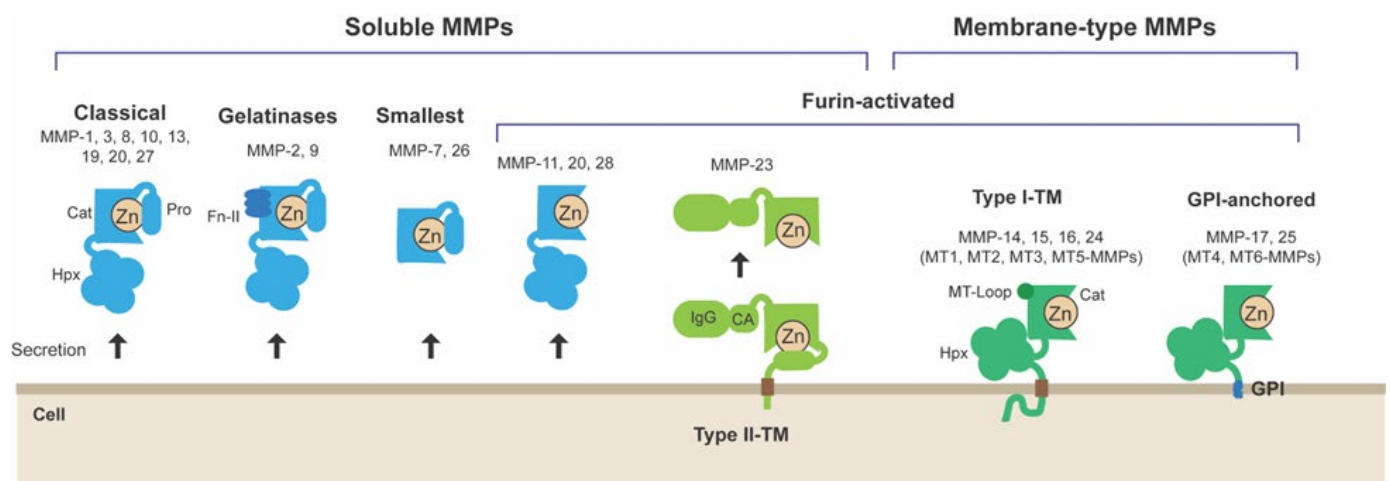 Soluble MMPs
Membrane-type MMPs
Classical
MMP-1, 3, 8, 10, 13,
19, 20, 27
Cat
Zn
Pro
Hpx
Gelatinases
MMP-2, 9
Fn-II
Zn
Smallest
MMP-7, 26
Zn
Furin-activated
MMP-11, 20, 28
Zn
MMP-23
Zn
IgG
CA
Zn
Type II-TM
Type I-TM
MMP-14, 15, 16, 24
(MT1, MT2, MT3, MT5-MMPs)
MT-Loop
Cat
Zn
Hpx
GPI-anchored
MMP-17, 25
(MT4, MT6-MMPs)
Zn
GPI
Secretion
Cell